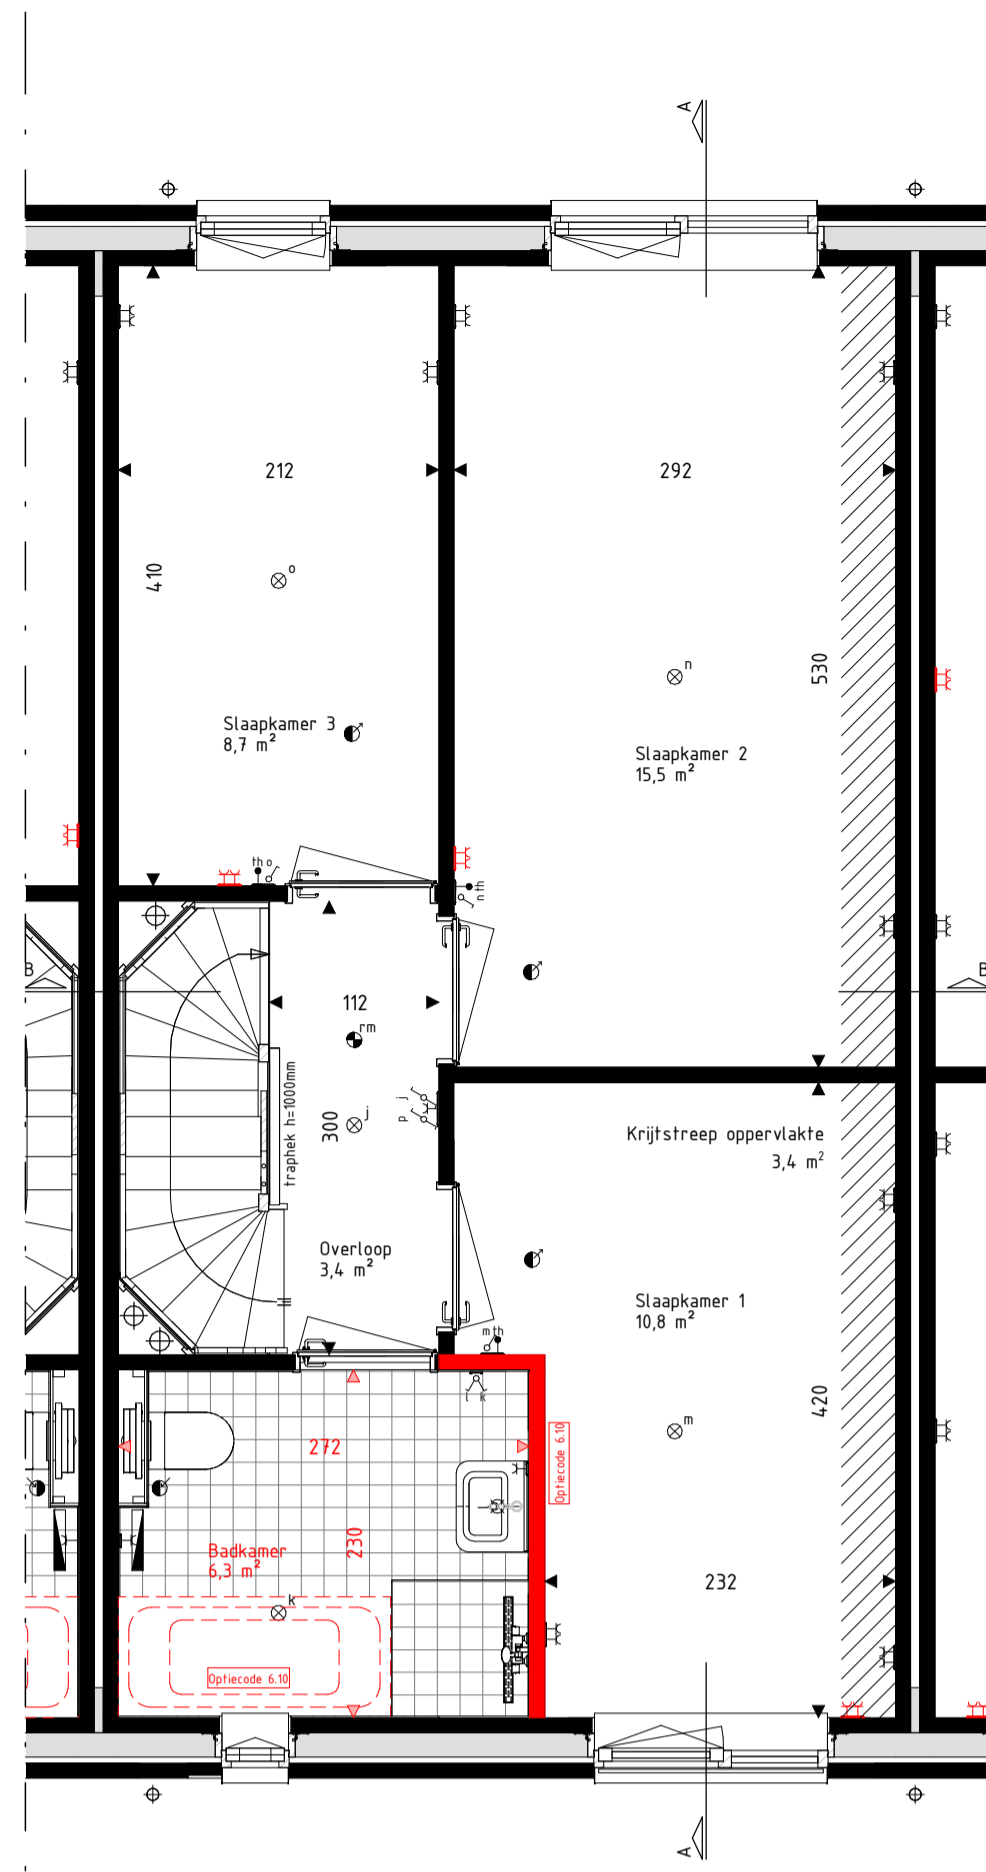 A
212
292
410
o
n
530
Slaapkamer 3
8,7 m²
Slaapkamer 2
15,5 m²
th o
n th
B
B
112
rm
traphek h=1000mm
300
j
j
p
Krijtstreep oppervlakte
3,4 m²
Overloop
3,4 m²
Slaapkamer 1
10,8 m²
m th
l k
420
m
272
Optiecode 6.10
230
Badkamer
6,3 m²
232
k
Optiecode 6.10
A